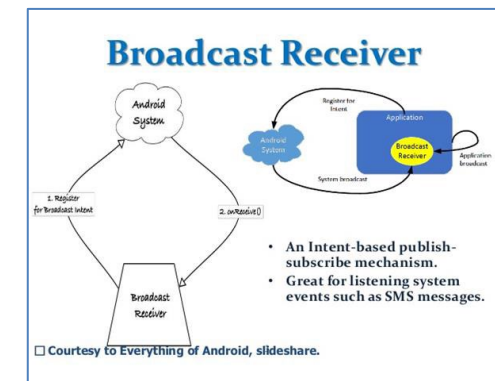 Broadcast Receiver
Android
System
1. Register
for Broadcast Intent
2. onReceive()
Broadcast
Receiver
Register for
Intent
Application
Android
System
Broadcast
Receiver
Application
broadcast
System broadcast
• An Intent-based publish-
subscribe mechanism.
• Great for listening system
events such as SMS messages.
□ Courtesy to Everything of Android, slideshare.